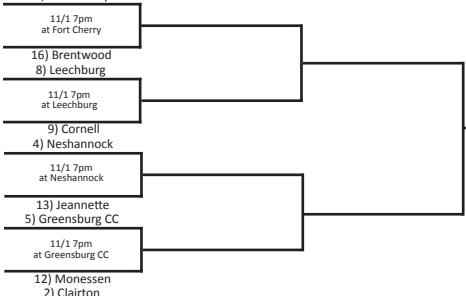 11/1 7pm
at Fort Cherry
16) Brentwood
8) Leechburg
11/1 7pm
at Leechburg
9) Cornell
4) Neshannock
11/1 7pm
at Neshannock
13) Jeannette
5) Greensburg CC
11/1 7pm
at Greensburg CC
12) Monessen
2) Clairton